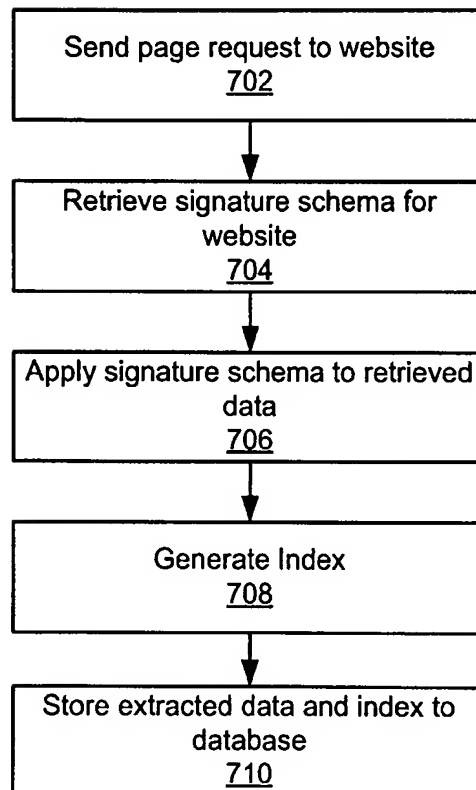 Send page request to website
702
Retrieve signature schema for
website
704
Apply signature schema to retrieved
data
706
Generate Index
708
Store extracted data and index to
database
710